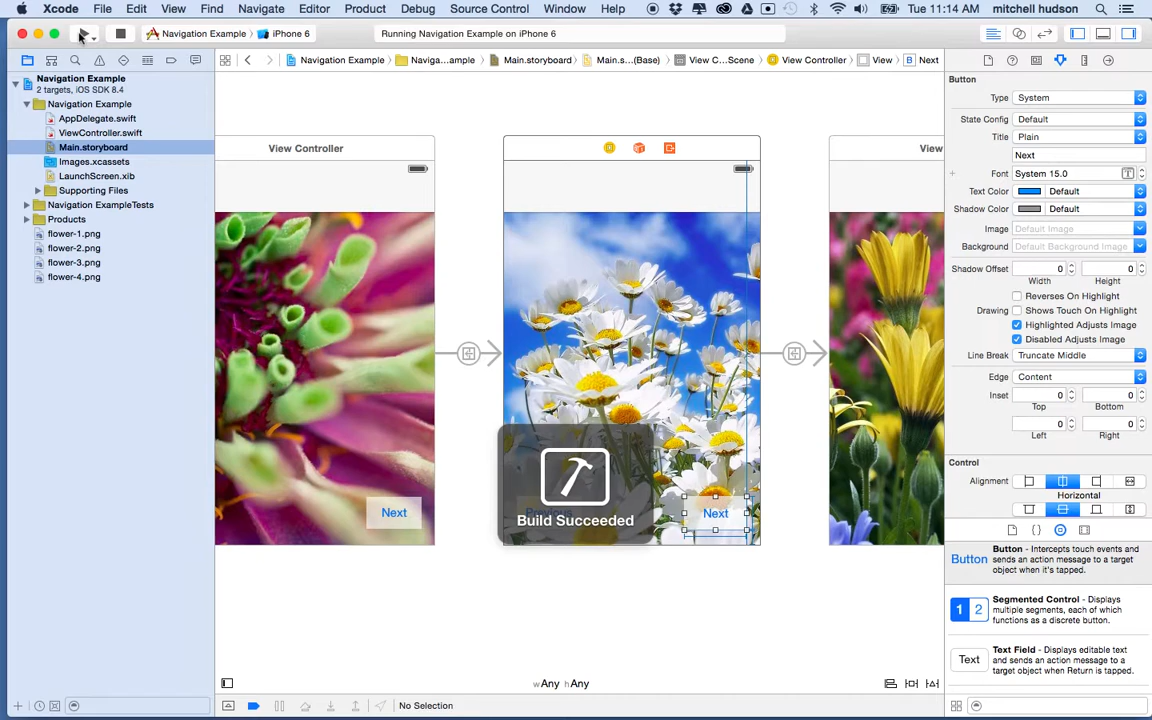 Xcode File Edit View Find Navigate Editor Product Debug Source Control Window Help Tue 11:14 AM mitchell hudson
Navigation Example iPhone 6 Running Navigation Example on iPhone 6
Navigation Example Naviga...ample Main.storyboard Main.s...(Base) View C...Scene View Controller View B Next
Navigation Example
2 targets, iOS SDK 8.4
Navigation Example
AppDelegate.swift
ViewController.swift
Main.storyboard
Images.xcassets
LaunchScreen.xib
Supporting Files
Navigation ExampleTests
Products
flower-1.png
flower-2.png
flower-3.png
flower-4.png
View Controller
View
Next
Previous
Next
Build Succeeded
wAny hAny
No Selection
Button
Type System
State Config Default
Title Plain
Next
Font System 15.0 T
Text Color Default
Shadow Color Default
Image Default Image
Background Default Background Image
Shadow Offset 0 0
Width Height
Reverses On Highlight
Drawing Shows Touch On Highlight
Highlighted Adjusts Image
Disabled Adjusts Image
Line Break Truncate Middle
Edge Content
Inset 0 0
Top Bottom
0 0
Left Right
Control
Alignment
Horizontal
Button Button - Intercepts touch events and
sends an action message to a target
object when it's tapped.
1 2 Segmented Control - Displays
multiple segments, each of which
functions as a discrete button.
Text Text Field - Displays editable text
and sends an action message to a
target object when Return is tapped.